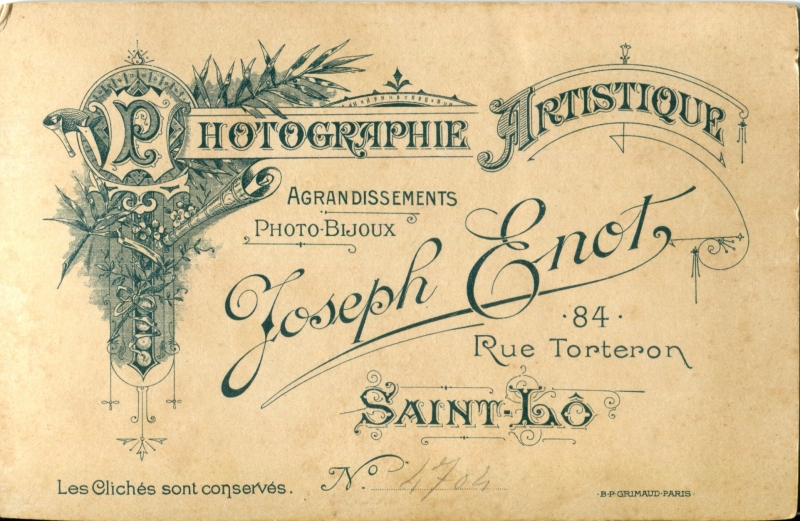 PHOTOGRAPHIE ARTISTIQUE
AGRANDISSEMENTS
PHOTO-BIJOUX
Joseph Enot
·84·
Rue Torteron
SAINT-LÔ
Les Clichés sont conservés.
No 4704
·B·P·GRIMAUD·PARIS·